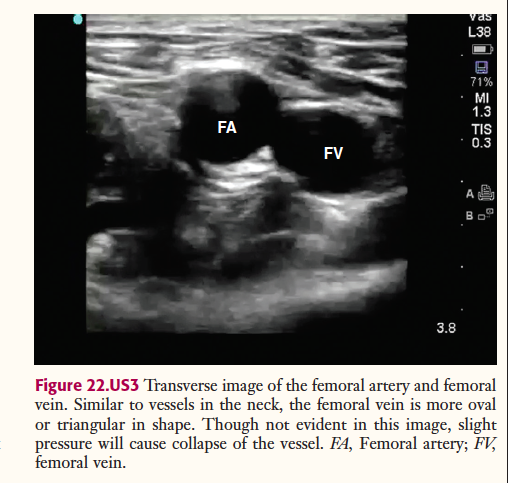 Vas
L38
71%
MI
1.3
TIS
0.3
FA
FV
A
B
3.8
Figure 22.US3 Transverse image of the femoral artery and femoral
vein. Similar to vessels in the neck, the femoral vein is more oval
or triangular in shape. Though not evident in this image, slight
pressure will cause collapse of the vessel. FA, Femoral artery; FV,
femoral vein.